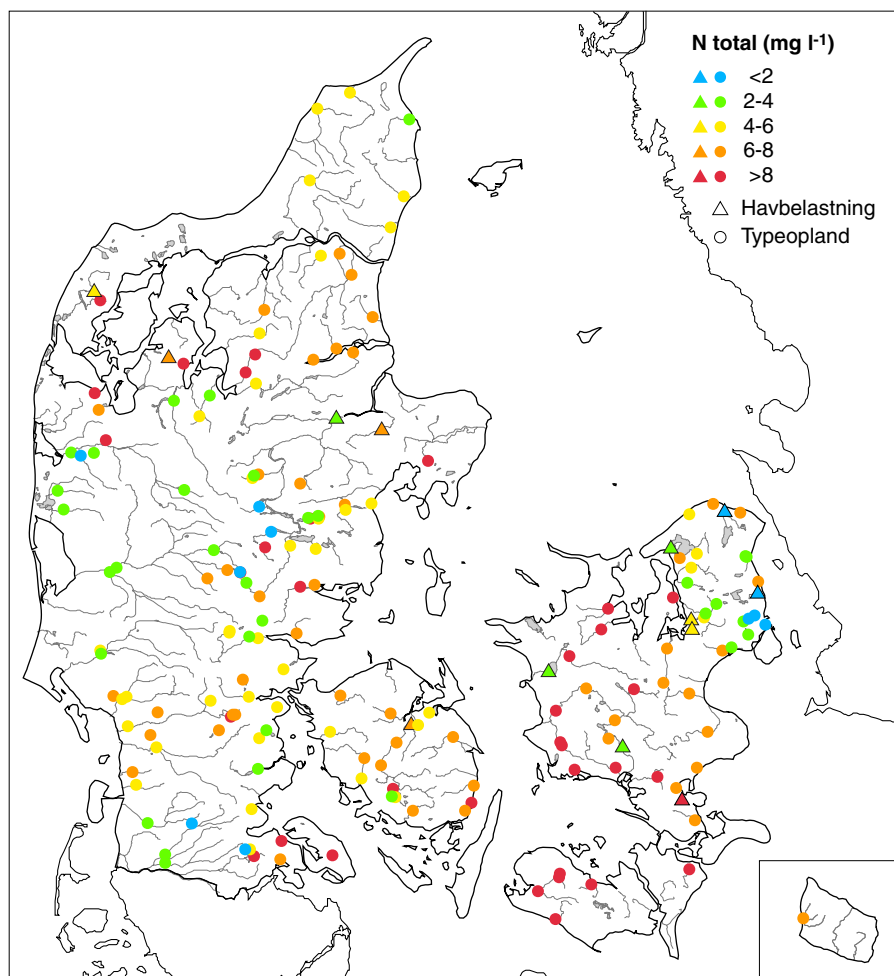 N total (mg l-1)
<2
2-4
4-6
6-8
>8
Havbelastning
Typeopland